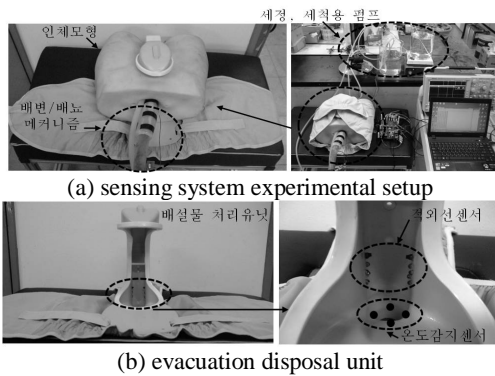 인체모형
세정. 세척용 펌프
배변/배뇨
메커니즘
(a) sensing system experimental setup
배설물 처리유닛
적외선센서
온도감지센서
(b) evacuation disposal unit